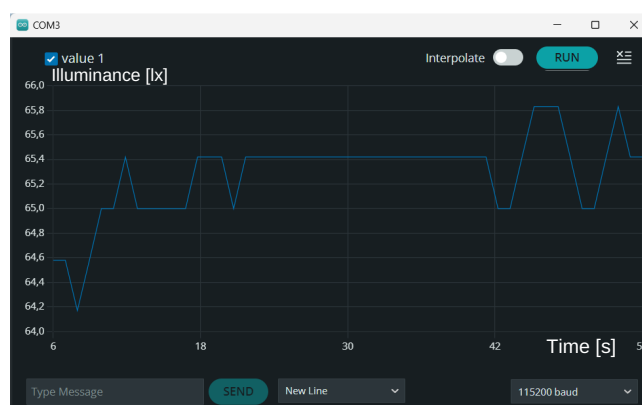 COM3
value 1
Interpolate
RUN
Illuminance [lx]
66,0
65,8
65,6
65,4
65,2
65,0
64,8
64,6
64,4
64,2
64,0
6
18
30
42
5
Time [s]
Type Message
SEND
New Line
115200 baud